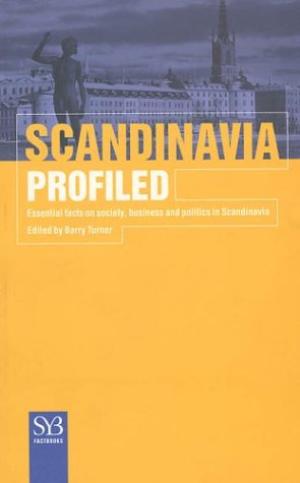 SCANDINAVIA
PROFILED
Essential facts on society, business and politics in Scandinavia
Edited by Barry Turner
SYB
FACTBOOKS